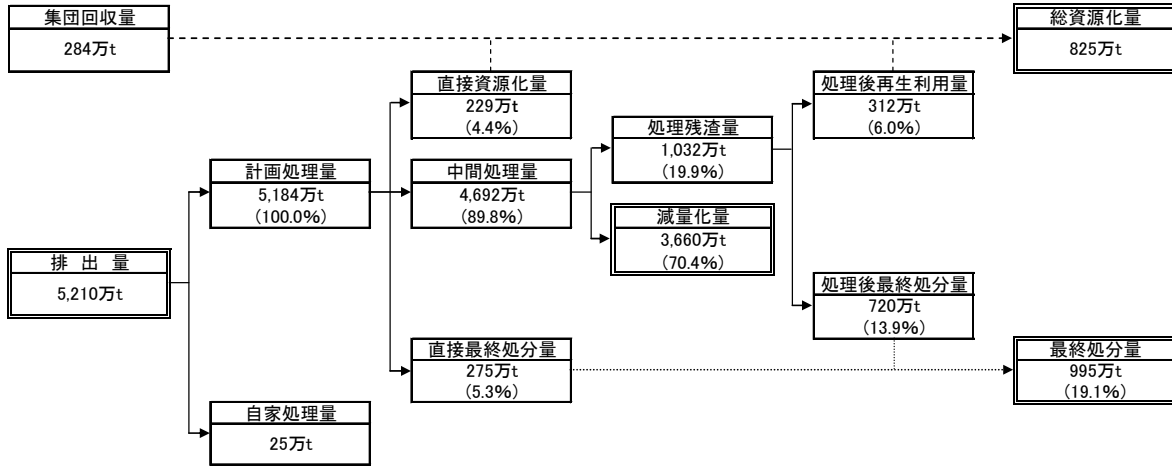 集団回収量
284万t
総資源化量
825万t
直接資源化量
229万t
(4.4%)
処理後再生利用量
312万t
(6.0%)
処理残渣量
1,032万t
(19.9%)
計画処理量
5,184万t
(100.0%)
中間処理量
4,692万t
(89.8%)
減量化量
3,660万t
(70.4%)
排 出 量
5,210万t
処理後最終処分量
720万t
(13.9%)
直接最終処分量
275万t
(5.3%)
最終処分量
995万t
(19.1%)
自家処理量
25万t